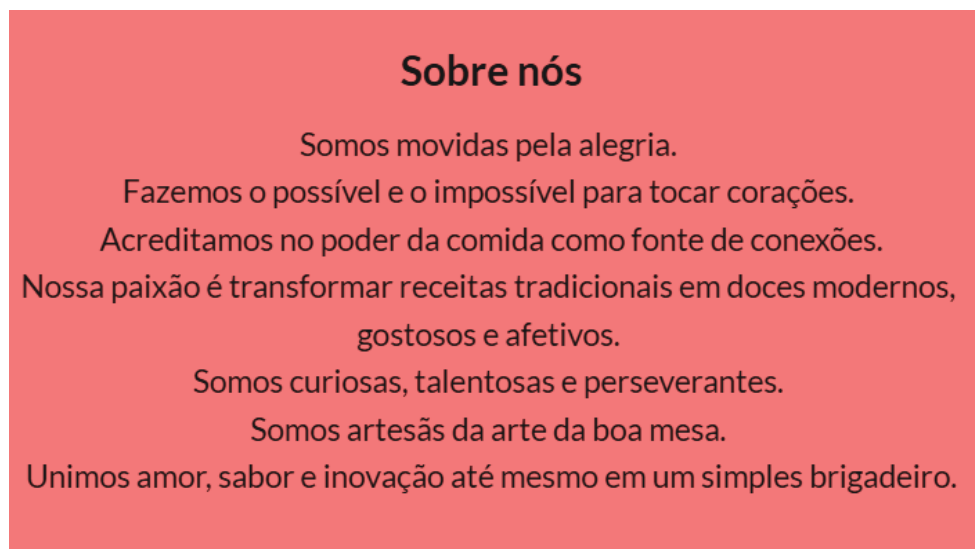 Sobre nós
Somos movidas pela alegria.
Fazemos o possível e o impossível para tocar corações.
Acreditamos no poder da comida como fonte de conexões.
Nossa paixão é transformar receitas tradicionais em doces modernos,
gostosos e afetivos.
Somos curiosas, talentosas e perseverantes.
Somos artesãs da arte da boa mesa.
Unimos amor, sabor e inovação até mesmo em um simples brigadeiro.